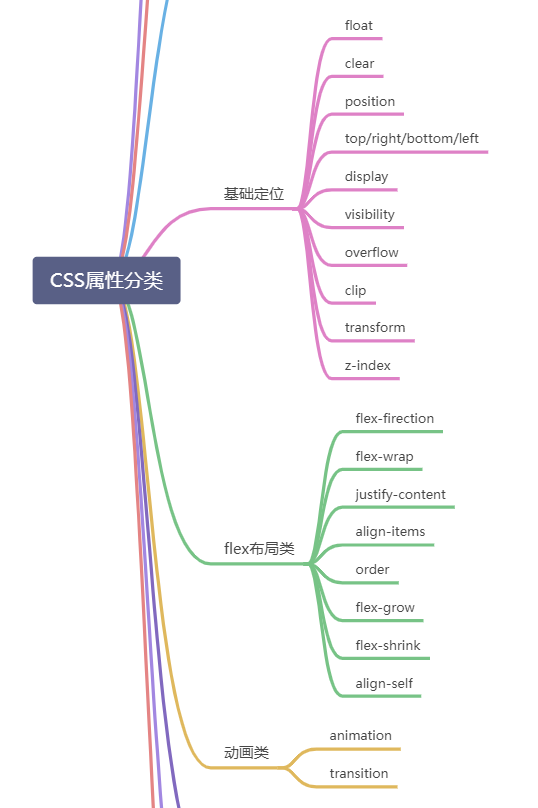 CSS属性分类
基础定位
float
clear
position
top/right/bottom/left
display
visibility
overflow
clip
transform
z-index
flex布局类
flex-firection
flex-wrap
justify-content
align-items
order
flex-grow
flex-shrink
align-self
动画类
animation
transition